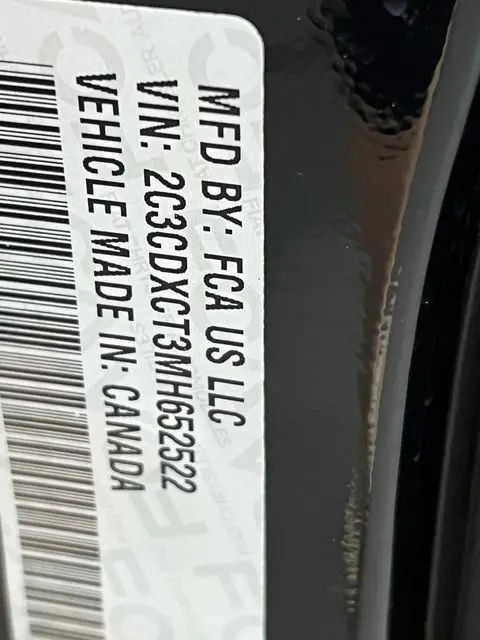 MFD BY: FCA US LLC
VIN: 2C3CDXCT3MH652522
VEHICLE MADE IN: CANADA